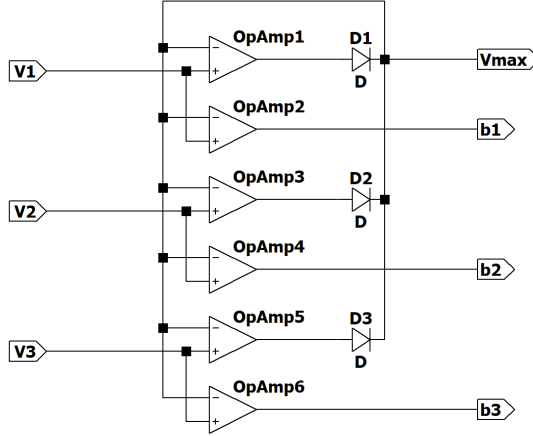 OpAmp1
D1
V1
D
Vmax
OpAmp2
b1
OpAmp3
D2
V2
D
OpAmp4
b2
OpAmp5
D3
V3
D
OpAmp6
b3